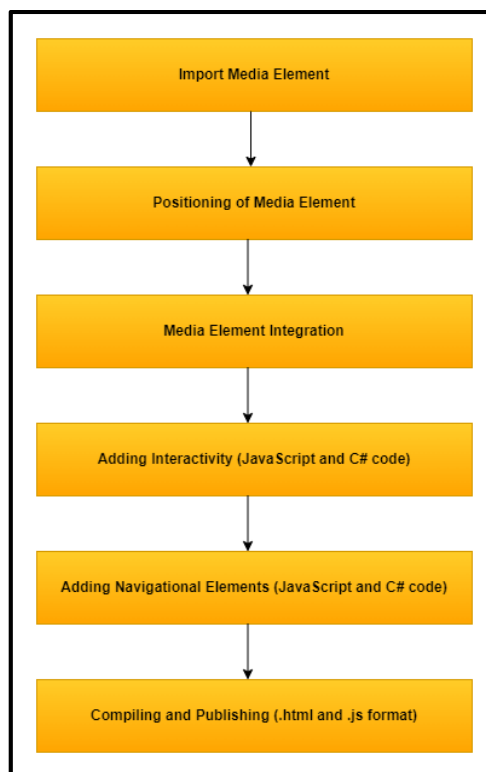 Import Media Element
Positioning of Media Element
Media Element Integration
Adding Interactivity (JavaScript and C# code)
Adding Navigational Elements (JavaScript and C# code)
Compiling and Publishing (.html and .js format)